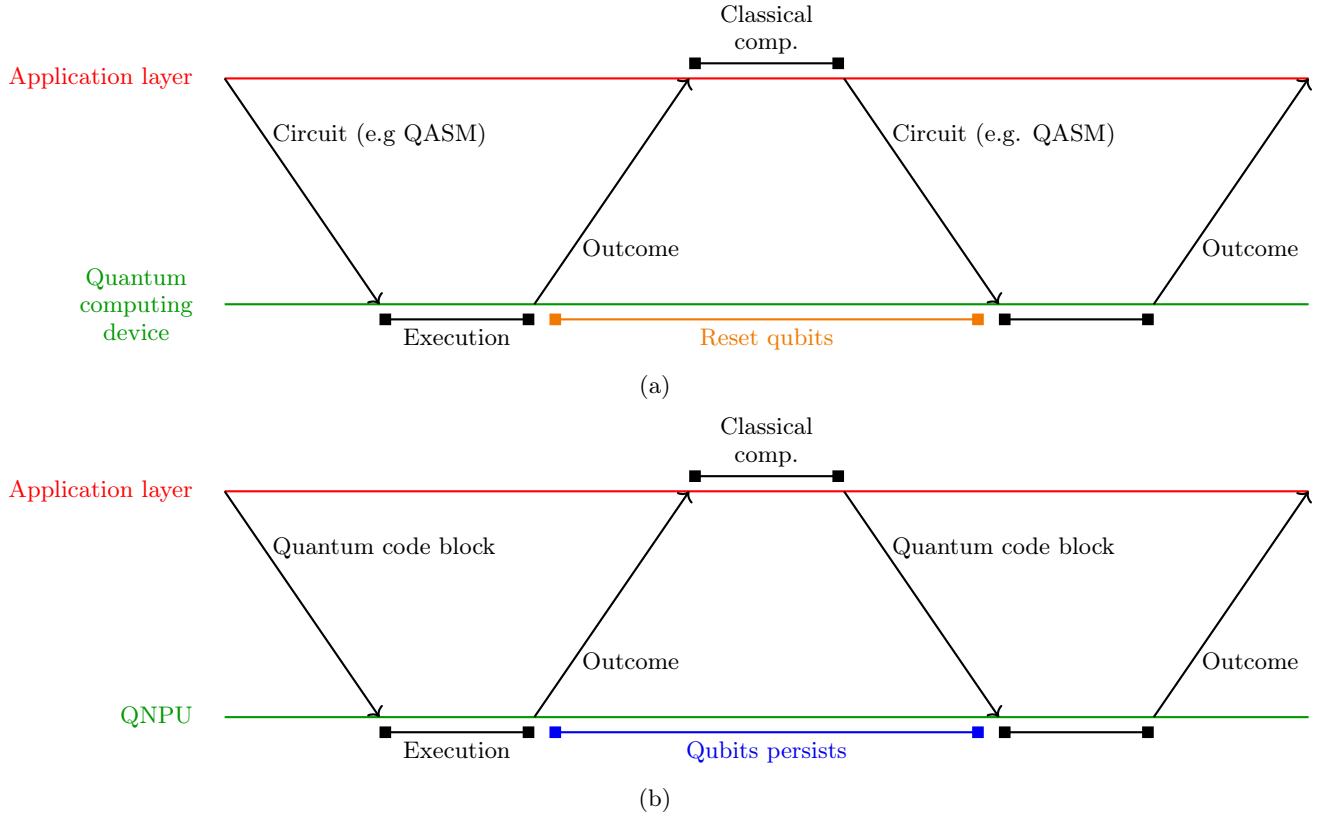 Classical
comp.
Application layer
Circuit (e.g QASM)
Circuit (e.g. QASM)
Outcome
Outcome
Quantum
computing
device
Execution
Reset qubits
(a)
Classical
comp.
Application layer
Quantum code block
Quantum code block
Outcome
Outcome
QNPU
Execution
Qubits persists
(b)